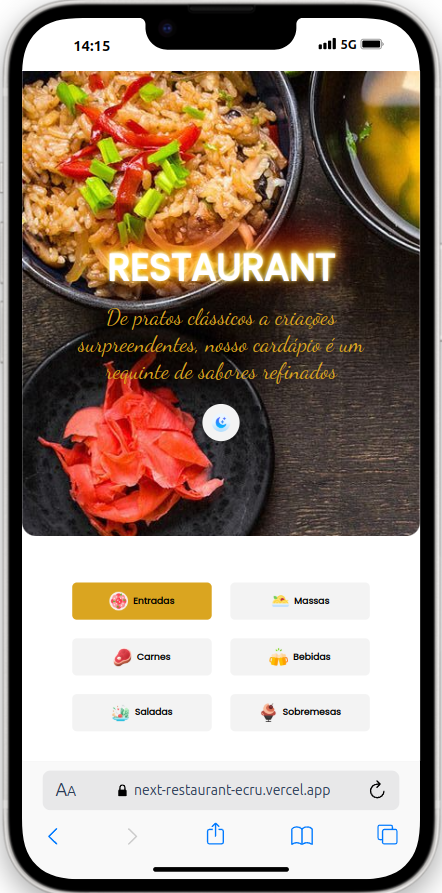 14:15
5G
RESTAURANT
De pratos clássicos a criações
surpreendentes, nosso cardápio é um
requinte de sabores refinados
Entradas
Massas
Carnes
Bebidas
Saladas
Sobremesas
AA
next-restaurant-ecru.vercel.app